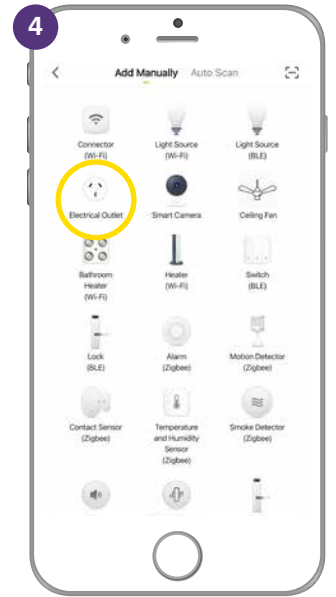 4
Add Manually Auto Scan
Connector Light Source Light Source
(Wi-Fi) (Wi-Fi) (BLE)
Electrical Outlet Smart Camera Ceiling Fan
Bathroom Heater Switch
Heater (Wi-Fi) (BLE)
(Wi-Fi)
Lock Alarm Motion Detector
(BLE) (Zigbee) (Zigbee)
Contact Sensor Temperature Smoke Detector
(Zigbee) and Humidity (Zigbee)
Sensor
(Zigbee)